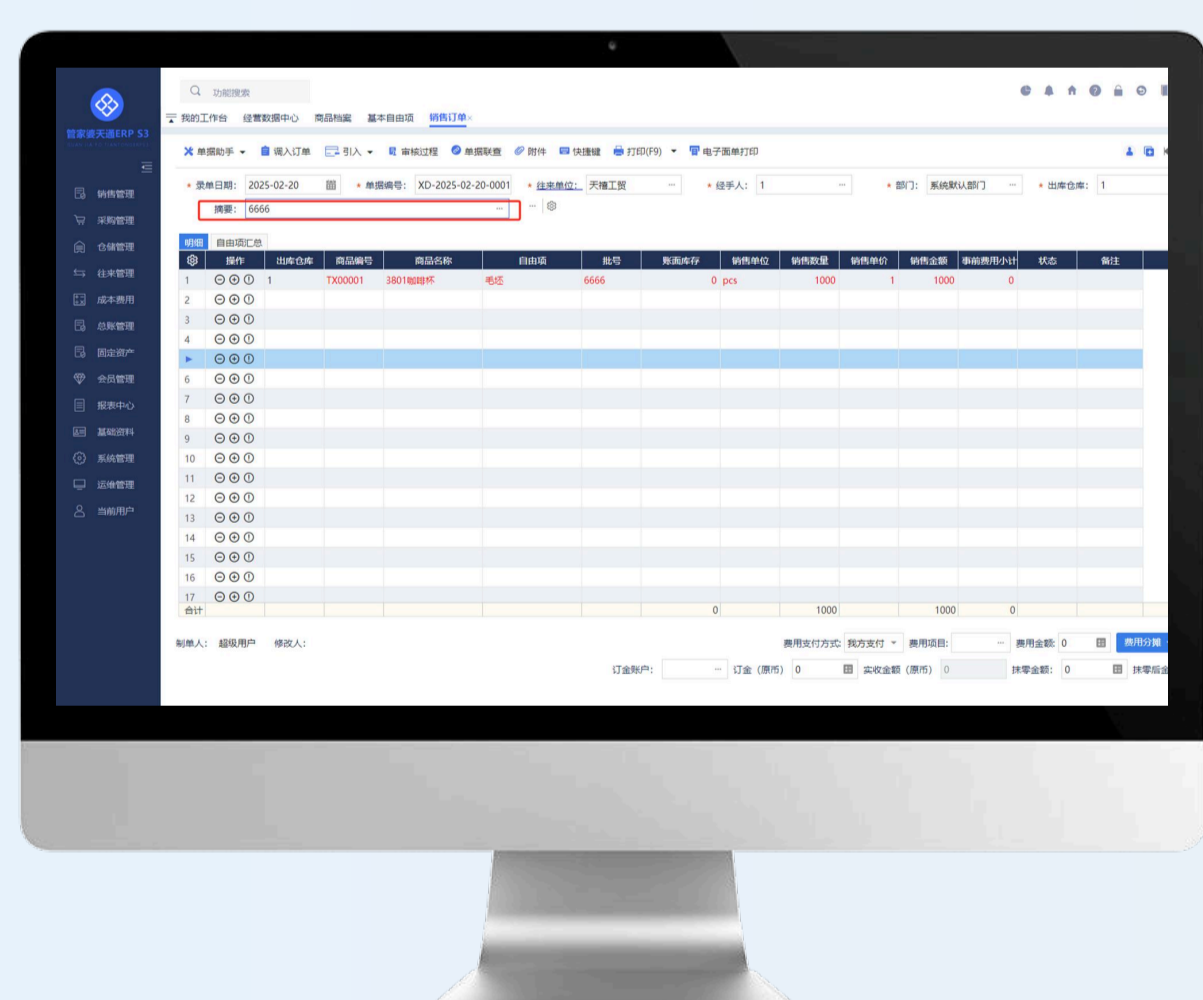 功能搜索
管家婆天通ERP S3
我的工作台 经营数据中心 商品档案 基本自由项 销售订单×
单据助手 调入订单 引入 审核过程 单据联查 附件 快捷键 打印(F9) 电子面单打印
* 录单日期: 2025-02-20 * 单据编号: XD-2025-02-20-0001 * 往来单位: 天禧工贸 ... * 经手人: 1 ... * 部门: 系统默认部门 ... * 出库仓库: 1
摘要: 6666 ... ...
明细 自由项汇总
操作 出库仓库 商品编号 商品名称 自由项 批号 账面库存 销售单位 销售数量 销售单价 销售金额 事前费用小计 状态 备注
1 1 TX00001 3801咖啡杯 毛坯 6666 0 pcs 1000 1 1000 0
2
3
4
6
7
8
9
10
11
12
13
14
15
16
17
合计 0 1000 1000 0
制单人: 超级用户 修改人: 费用支付方式: 我方支付 费用项目: ... 费用金额: 0 费用分摊
订金账户: ... 订金 (原币) 0 实收金额 (原币) 0 抹零金额: 0 抹零后金
销售管理
采购管理
仓储管理
往来管理
成本费用
总账管理
固定资产
会员管理
报表中心
基础资料
系统管理
运维管理
当前用户